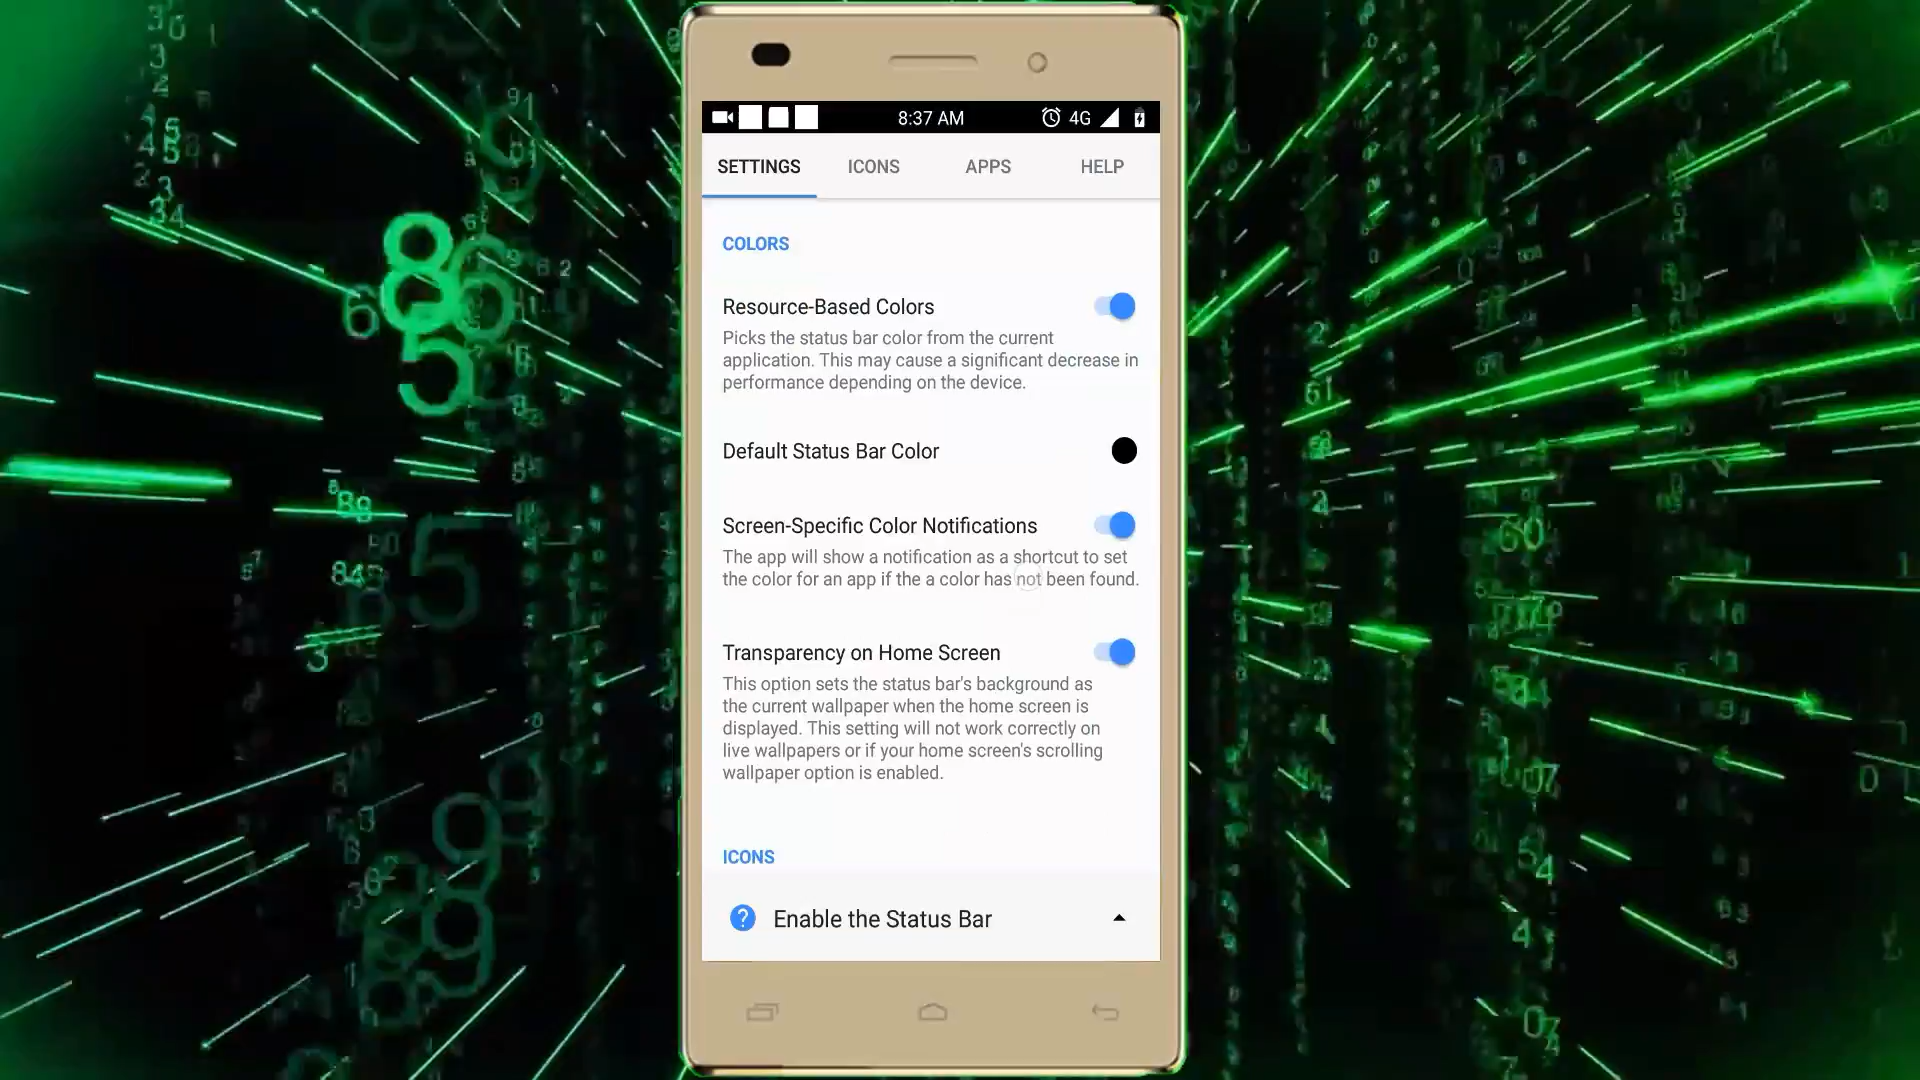 8:37 AM 4G
SETTINGS ICONS APPS HELP
COLORS
Resource-Based Colors
Picks the status bar color from the current
application. This may cause a significant decrease in
performance depending on the device.
Default Status Bar Color
Screen-Specific Color Notifications
The app will show a notification as a shortcut to set
the color for an app if the a color has not been found.
Transparency on Home Screen
This option sets the status bar's background as
the current wallpaper when the home screen is
displayed. This setting will not work correctly on
live wallpapers or if your home screen's scrolling
wallpaper option is enabled.
ICONS
Enable the Status Bar